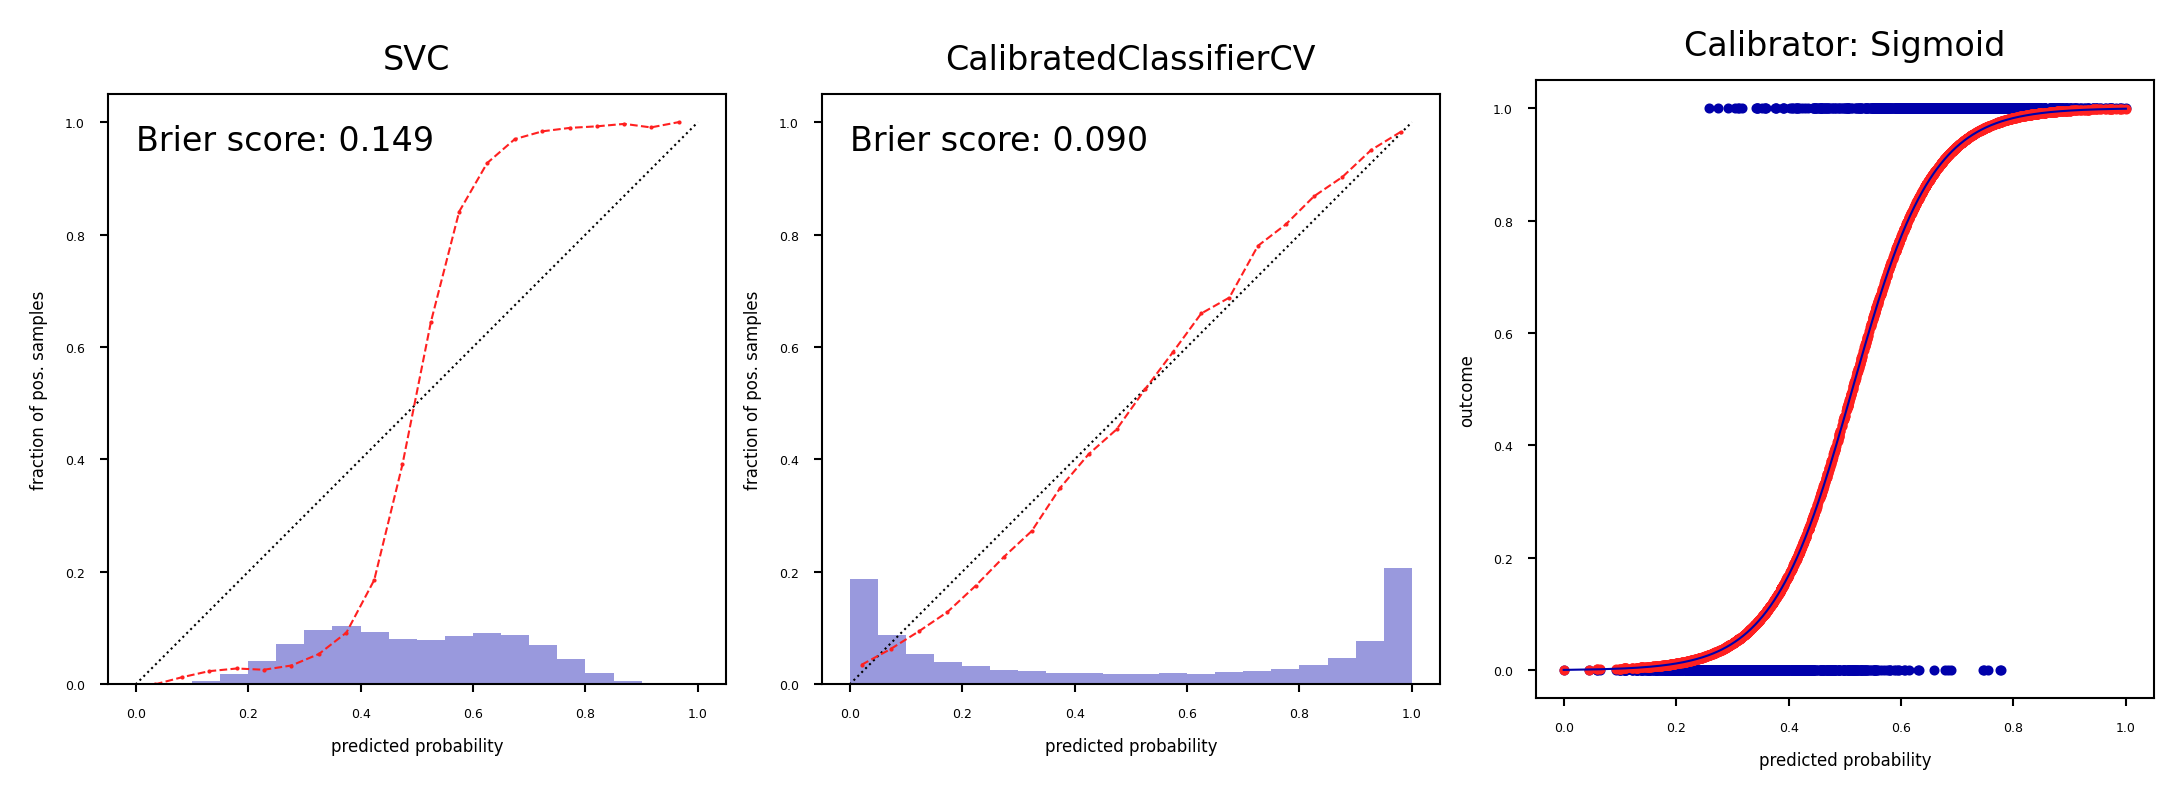 SVC
Brier score: 0.149
fraction of pos. samples
1.0
0.8
0.6
0.4
0.2
0.0
0.0 0.2 0.4 0.6 0.8 1.0
predicted probability
CalibratedClassifierCV
Brier score: 0.090
fraction of pos. samples
1.0
0.8
0.6
0.4
0.2
0.0
0.0 0.2 0.4 0.6 0.8 1.0
predicted probability
Calibrator: Sigmoid
outcome
1.0
0.8
0.6
0.4
0.2
0.0
0.0 0.2 0.4 0.6 0.8 1.0
predicted probability